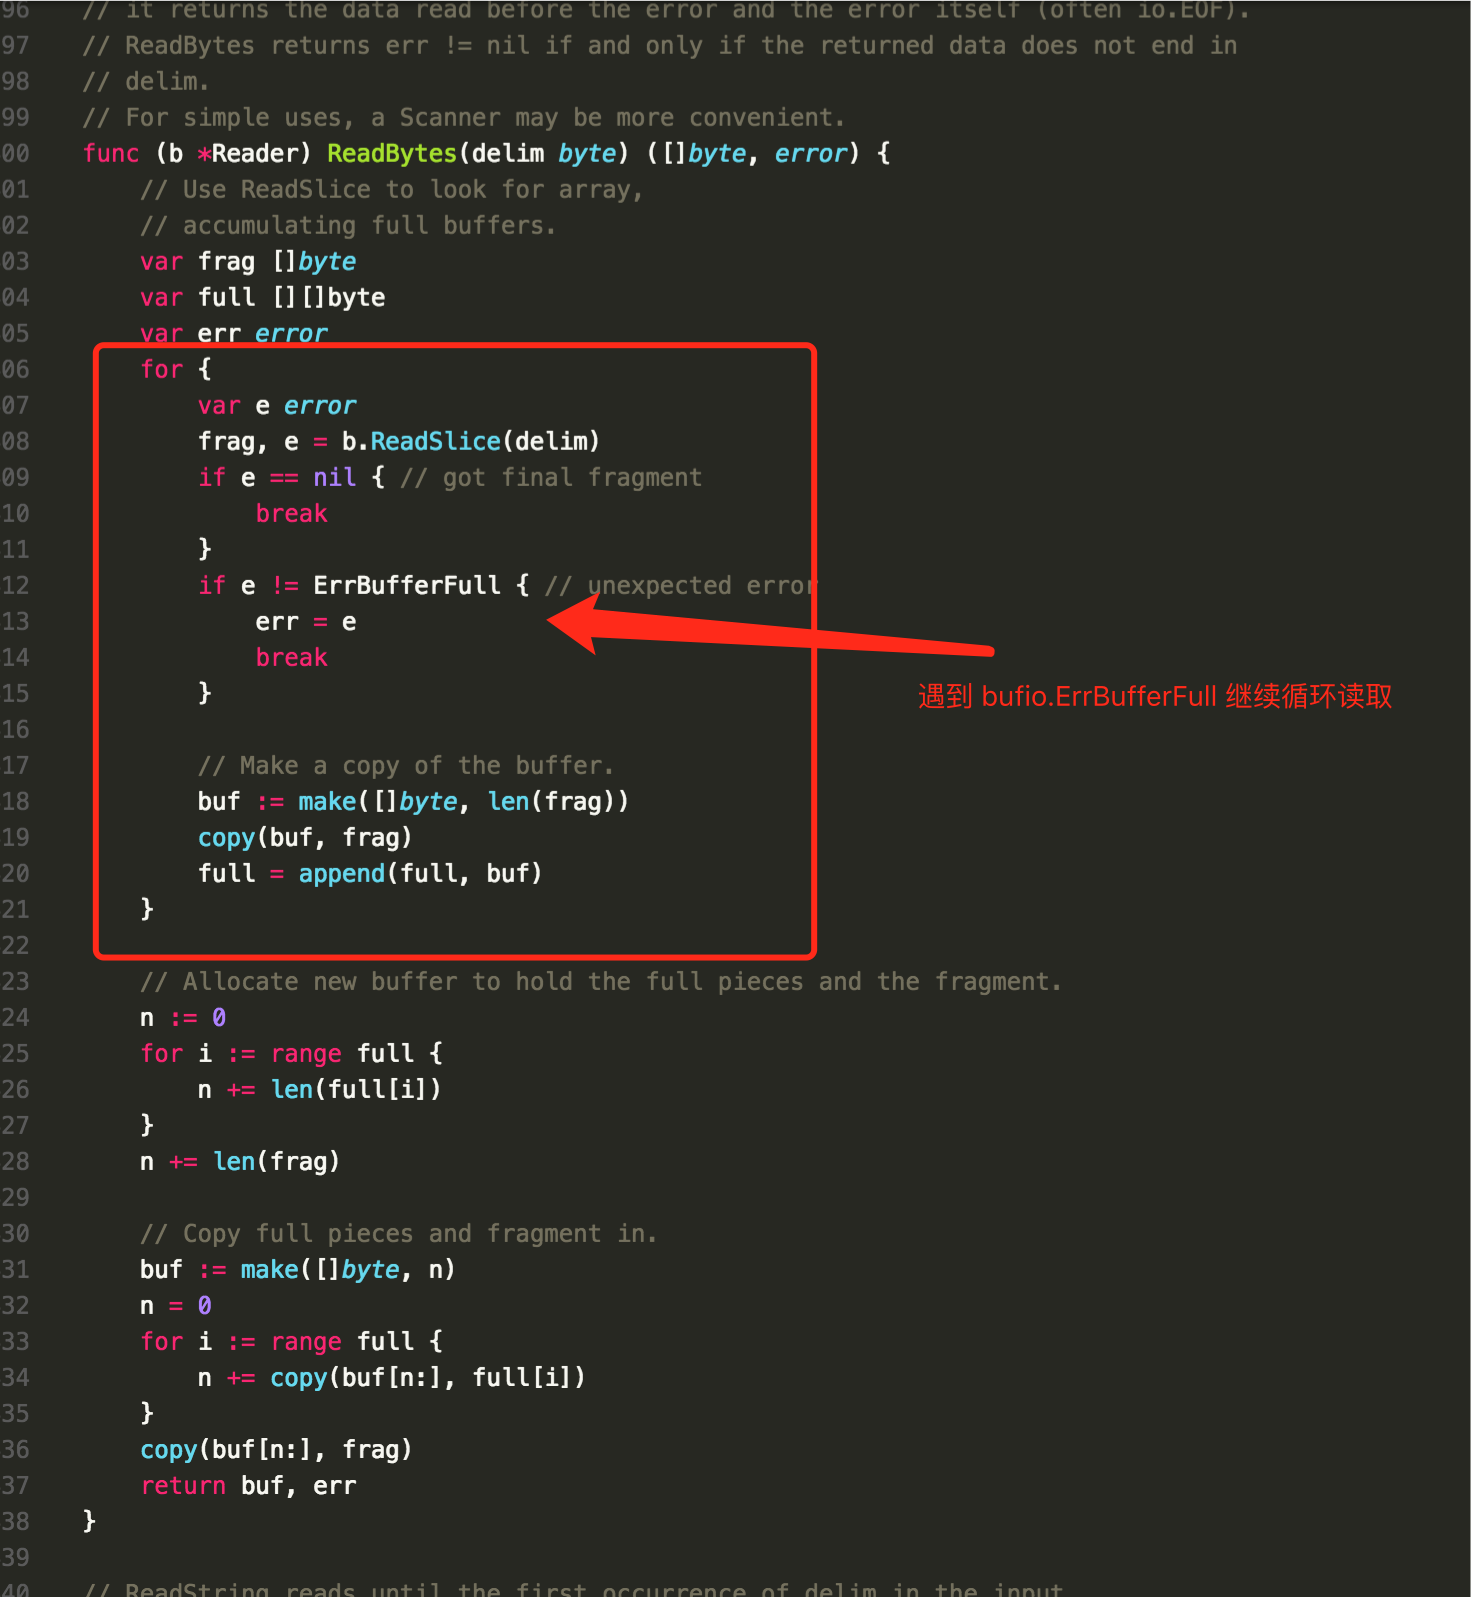 96 // it returns the data read before the error and the error itself (often io.EOF).
97 // ReadBytes returns err != nil if and only if the returned data does not end in
98 // delim.
99 // For simple uses, a Scanner may be more convenient.
00 func (b *Reader) ReadBytes(delim byte) ([]byte, error) {
01 // Use ReadSlice to look for array,
02 // accumulating full buffers.
03 var frag []byte
04 var full [][]byte
05 var err error
06 for {
07 var e error
08 frag, e = b.ReadSlice(delim)
09 if e == nil { // got final fragment
10 break
11 }
12 if e != ErrBufferFull { // unexpected error
13 err = e
14 break
15 }
遇到 bufio.ErrBufferFull 继续循环读取
16
17 // Make a copy of the buffer.
18 buf := make([]byte, len(frag))
19 copy(buf, frag)
20 full = append(full, buf)
21 }
22
23 // Allocate new buffer to hold the full pieces and the fragment.
24 n := 0
25 for i := range full {
26 n += len(full[i])
27 }
28 n += len(frag)
29
30 // Copy full pieces and fragment in.
31 buf := make([]byte, n)
32 n = 0
33 for i := range full {
34 n += copy(buf[n:], full[i])
35 }
36 copy(buf[n:], frag)
37 return buf, err
38 }
39
40 // ReadString reads until the first occurrence of delim in the input